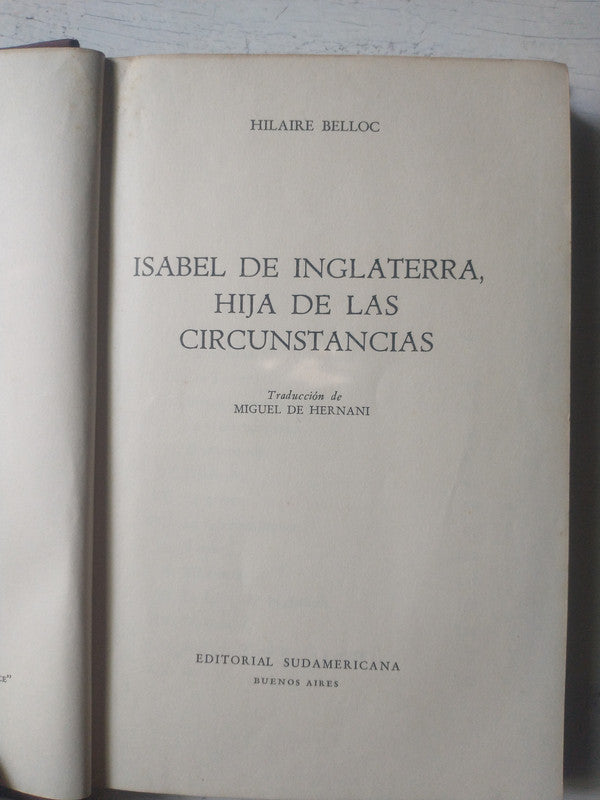 HILAIRE BELLOC
ISABEL DE INGLATERRA,
HIJA DE LAS
CIRCUNSTANCIAS
Traducción de
MIGUEL DE HERNANI
EDITORIAL SUDAMERICANA
BUENOS AIRES